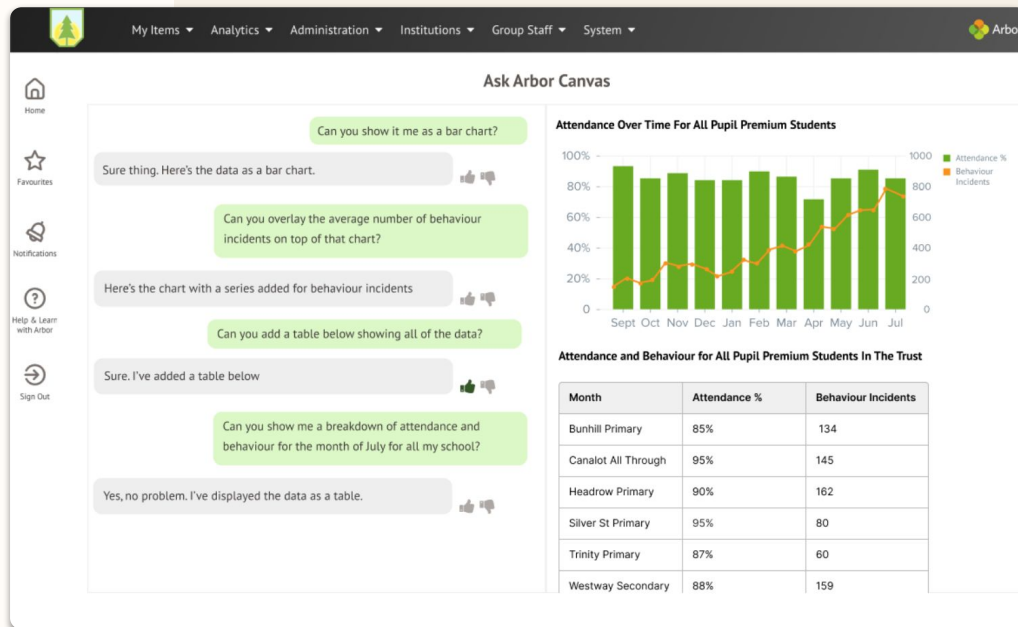 My Items Analytics Administration Institutions Group Staff System Arbo
Ask Arbor Canvas
Home
Favourites
Notifications
Help & Learn
with Arbor
Sign Out
Can you show it me as a bar chart?
Sure thing. Here's the data as a bar chart.
Can you overlay the average number of behaviour
incidents on top of that chart?
Here's the chart with a series added for behaviour incidents
Can you add a table below showing all of the data?
Sure. I've added a table below
Can you show me a breakdown of attendance and
behaviour for the month of July for all my school?
Yes, no problem. I've displayed the data as a table.
Attendance Over Time For All Pupil Premium Students
100% 1000
80% 800
60% 600
40% 400
20% 200
0 0
Sept Oct Nov Dec Jan Feb Mar Apr May Jun Jul
Attendance %
Behaviour
Incidents
Attendance and Behaviour for All Pupil Premium Students In The Trust
Month Attendance % Behaviour Incidents
Bunhill Primary 85% 134
Canalot All Through 95% 145
Headrow Primary 90% 162
Silver St Primary 95% 80
Trinity Primary 87% 60
Westway Secondary 88% 159